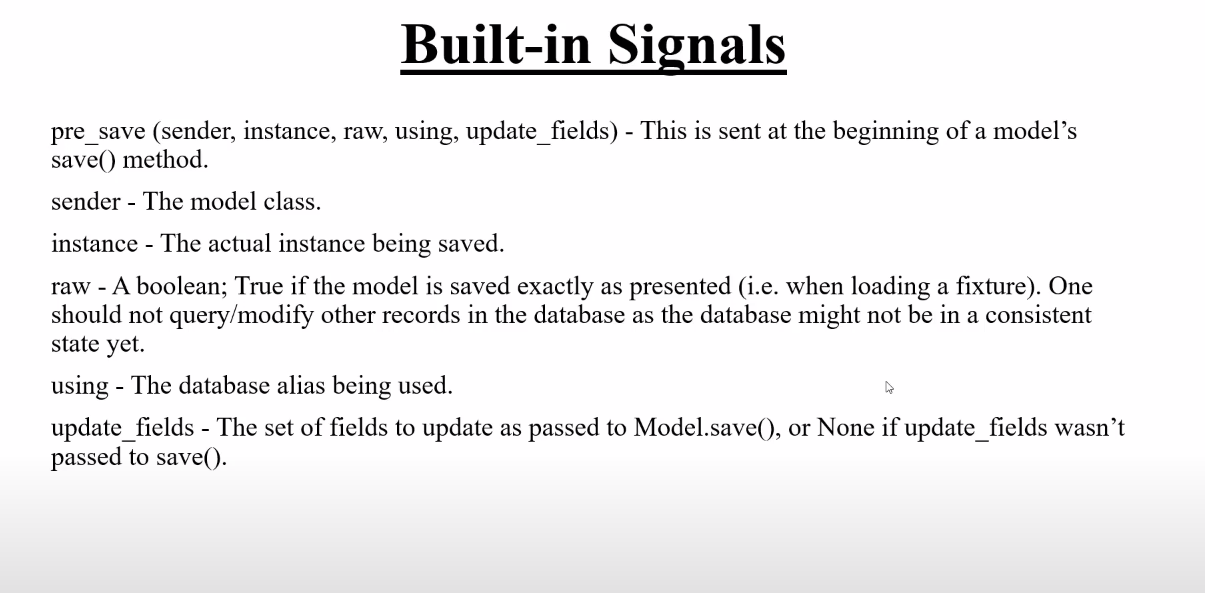 Built-in Signals
pre_save (sender, instance, raw, using, update_fields) - This is sent at the beginning of a model’s
save() method.
sender - The model class.
instance - The actual instance being saved.
raw - A boolean; True if the model is saved exactly as presented (i.e. when loading a fixture). One
should not query/modify other records in the database as the database might not be in a consistent
state yet.
using - The database alias being used.
update_fields - The set of fields to update as passed to Model.save(), or None if update_fields wasn’t
passed to save().